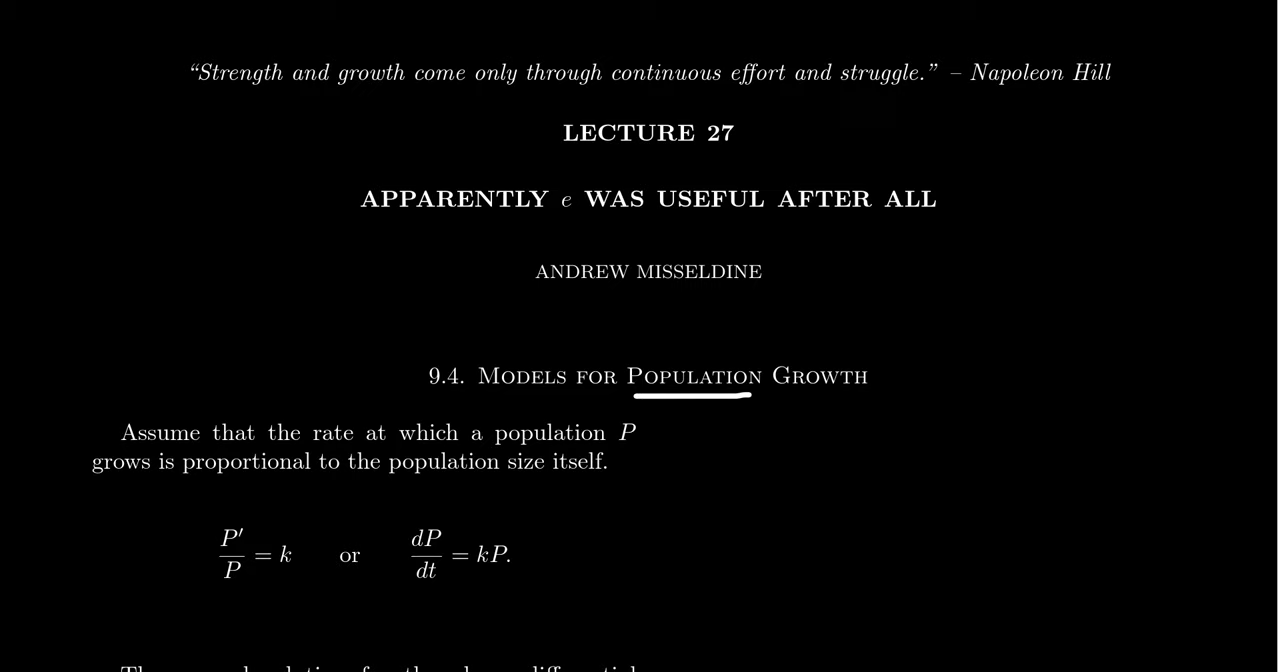 “Strength and growth come only through continuous effort and struggle.” – Napoleon Hill
LECTURE 27
APPARENTLY e WAS USEFUL AFTER ALL
ANDREW MISSELDINE
9.4. Models for Population Growth
Assume that the rate at which a population P
grows is proportional to the population size itself.
P′/P = k or dP/dt = kP.